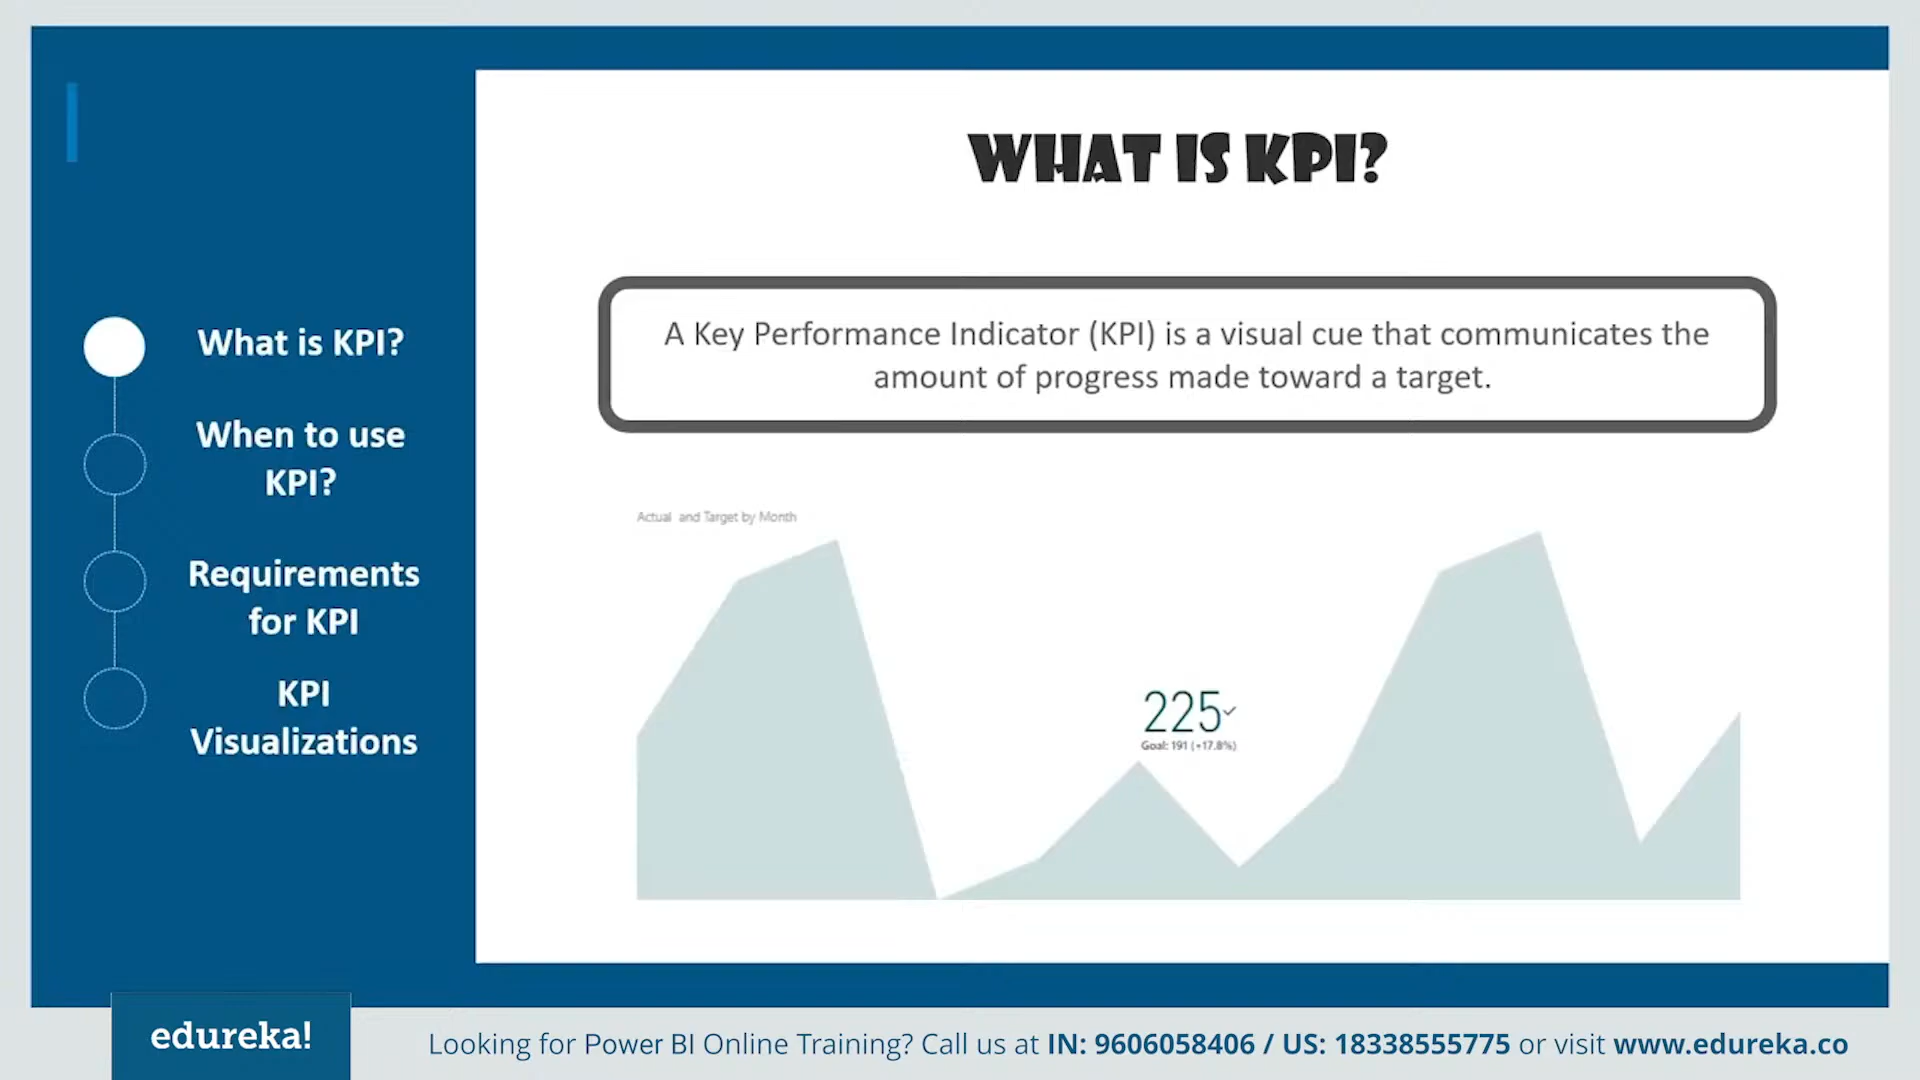 WHAT IS KPI?
A Key Performance Indicator (KPI) is a visual cue that communicates the
amount of progress made toward a target.
What is KPI?
When to use
KPI?
Requirements
for KPI
KPI
Visualizations
Actual and Target by Month
225
Goal: 191 (+17.8%)
edureka!
Looking for Power BI Online Training? Call us at IN: 9606058406 / US: 18338555775 or visit www.edureka.co